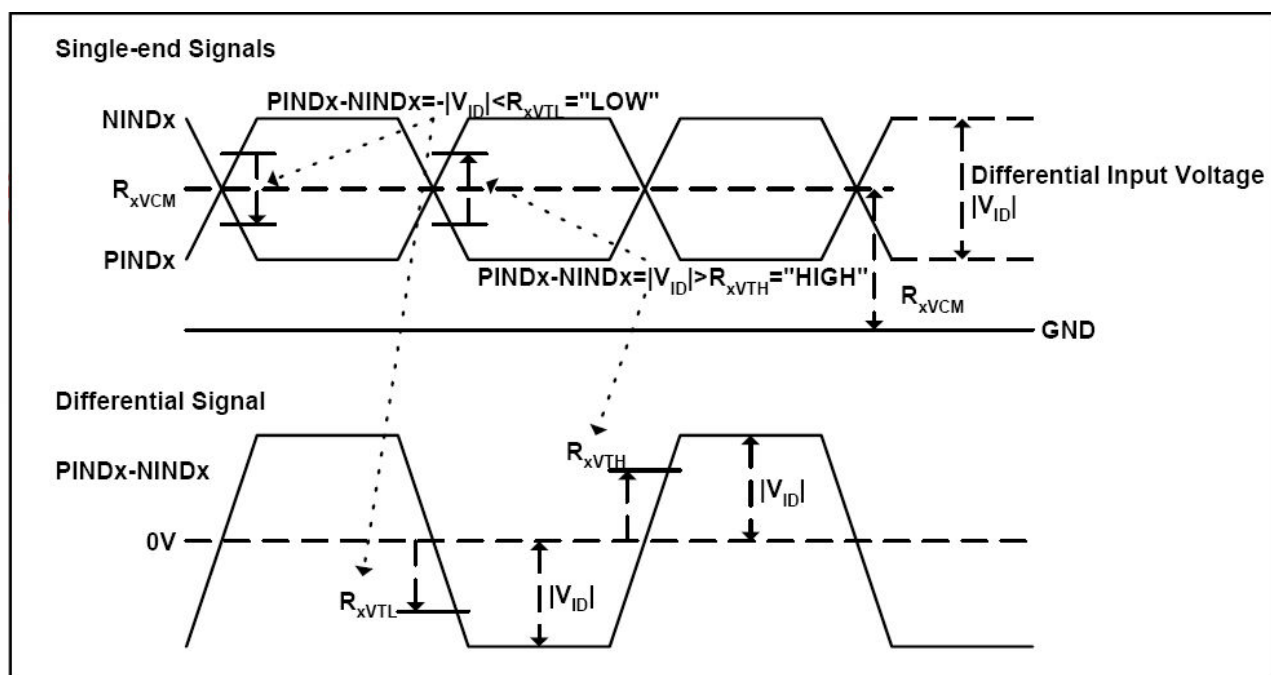 Single-end Signals
PINDx-NINDx=-|VID|<RxVTL="LOW"
NINDx
RxVCM
Differential Input Voltage
|VID|
PINDx
PINDx-NINDx=|VID|>RxVTH="HIGH"
RxVCM
GND
Differential Signal
RxVTH
PINDx-NINDx
|VID|
0V
RxVTL
|VID|